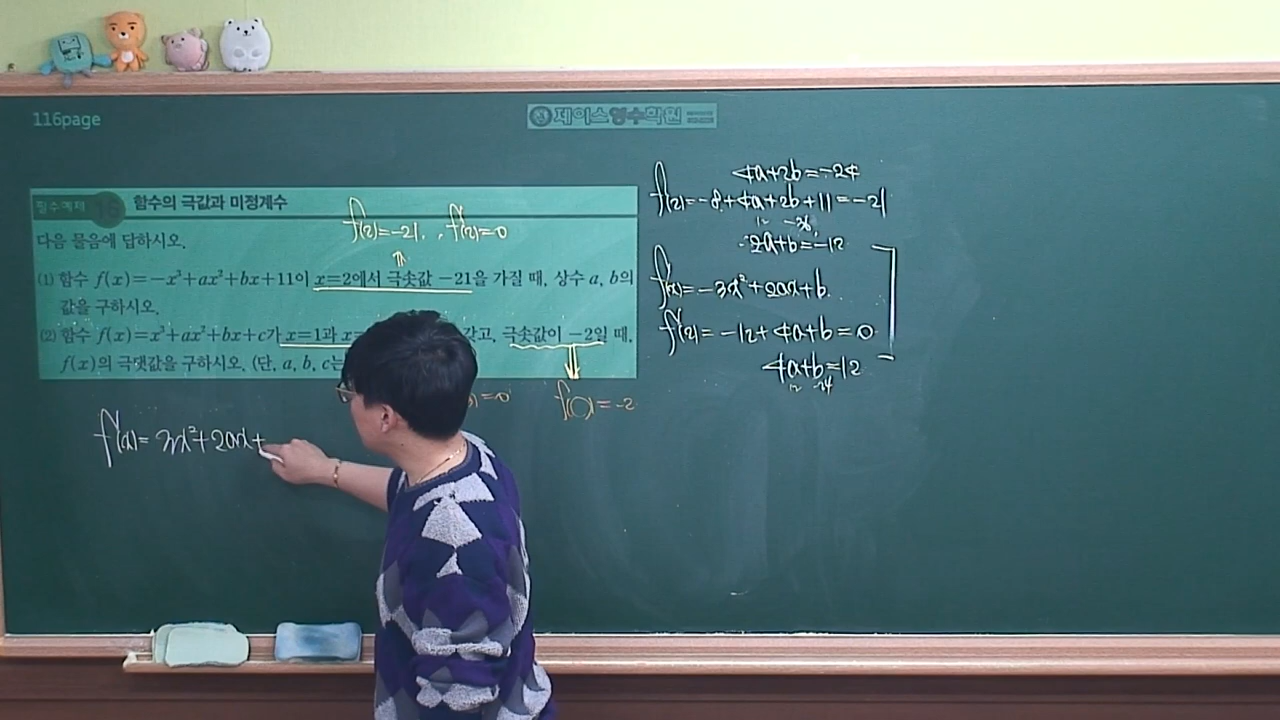 116page
제이스영수학원
필수예제
함수의 극값과 미정계수
f(2)=-21, f'(2)=0
다음 물음에 답하시오.
(1) 함수 f(x)=-x³+ax²+bx+11이 x=2에서 극솟값 -21을 가질 때, 상수 a, b의
값을 구하시오.
(2) 함수 f(x)=x³+ax²+bx+c가 x=1과 x= 갖고, 극솟값이 -2일 때,
f(x)의 극댓값을 구하시오. (단, a, b, c는
)=0
f( )=-2
f'(x)=3x²+2ax+
4a+2b=-24
f(2)=-8+4a+2b+11=-21
12 -36
2a+b=-12
f'(x)=-3x²+2ax+b
f'(2)=-12+4a+b=0
4a+b=12
12 -24